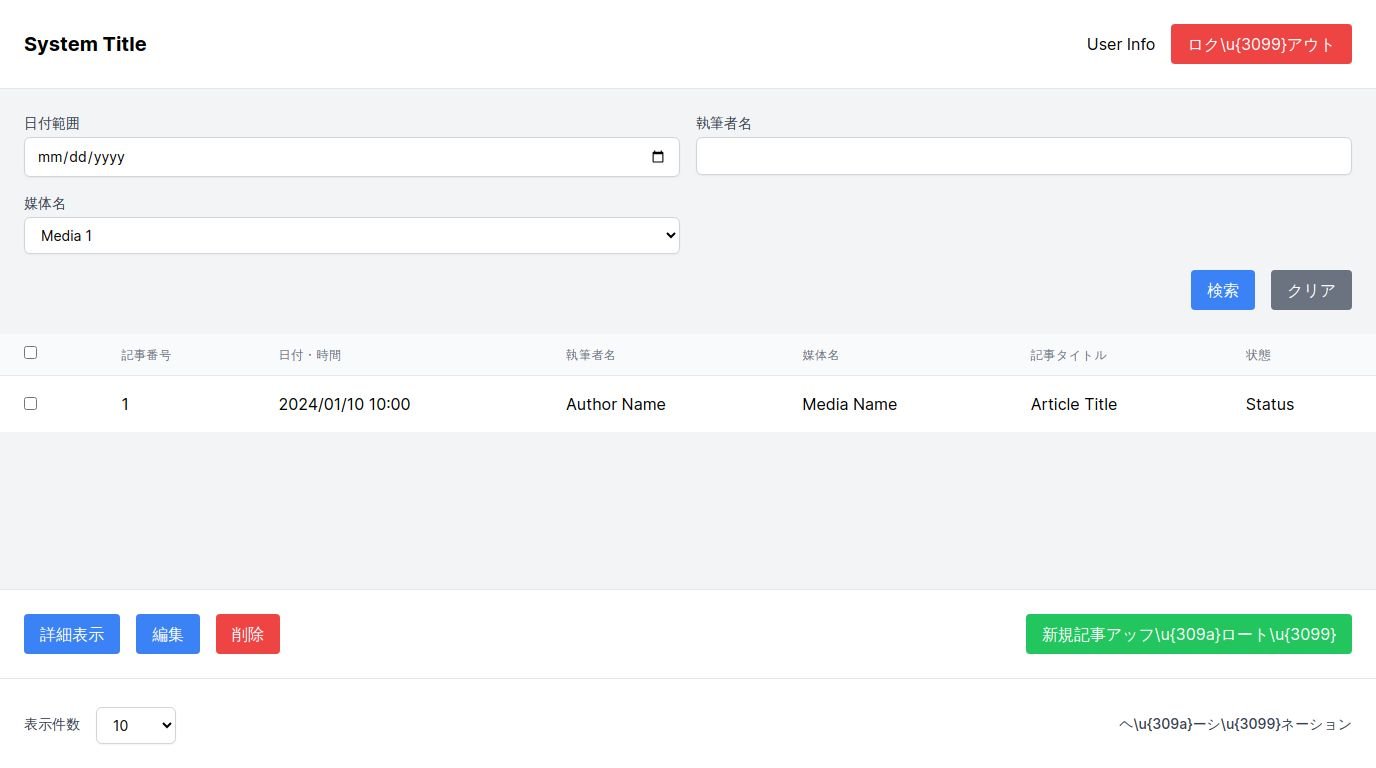 System Title
User Info
ロク\u{3099}アウト
日付範囲
執筆者名
mm/dd/yyyy
媒体名
Media 1
検索
クリア
記事番号 日付・時間 執筆者名 媒体名 記事タイトル 状態
1 2024/01/10 10:00 Author Name Media Name Article Title Status
詳細表示
編集
削除
新規記事アッフ\u{309a}ロート\u{3099}
表示件数
10
ヘ\u{309a}ーシ\u{3099}ネーション